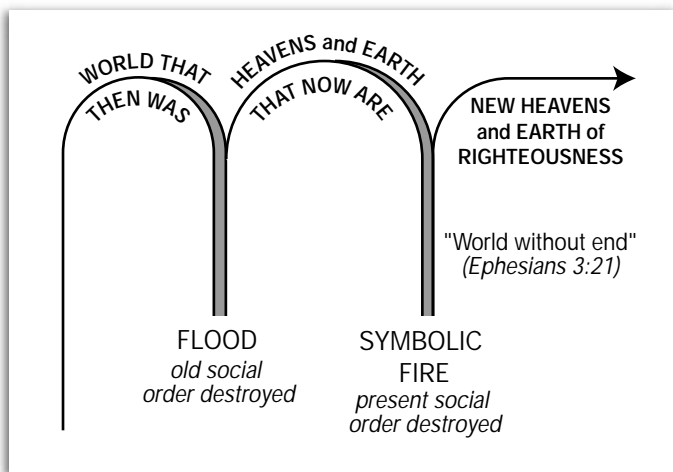 WORLD THAT
THEN WAS
HEAVENS and EARTH
THAT NOW ARE
NEW HEAVENS
and EARTH of
RIGHTEOUSNESS
"World without end"
(Ephesians 3:21)
FLOOD
old social
order destroyed
SYMBOLIC
FIRE
present social
order destroyed